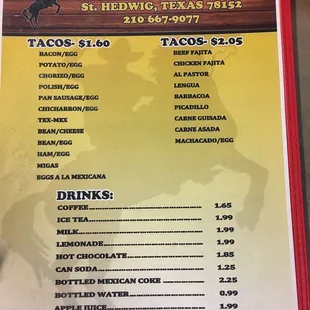 St. HEDWIG, TEXAS 78152
210 667-9077
TACOS- $1.60
BACON/EGG
POTATO/EGG
CHORIZO/EGG
POLISH/EGG
PAN SAUSAGE/EGG
CHICHARRON/EGG
TEX-MEX
BEAN/CHEESE
BEAN/EGG
HAM/EGG
MIGAS
EGGS A LA MEXICANA
TACOS- $2.05
BEEF FAJITA
CHICKEN FAJITA
AL PASTOR
LENGUA
BARBACOA
PICADILLO
CARNE GUISADA
CARNE ASADA
MACHACADO/EGG
DRINKS:
COFFEE 1.65
ICE TEA 1.99
MILK 1.99
LEMONADE 1.99
HOT CHOCOLATE 1.85
CAN SODA 1.25
BOTTLED MEXICAN COKE 2.25
BOTTLED WATER 0.99
APPLE JUICE 1.99